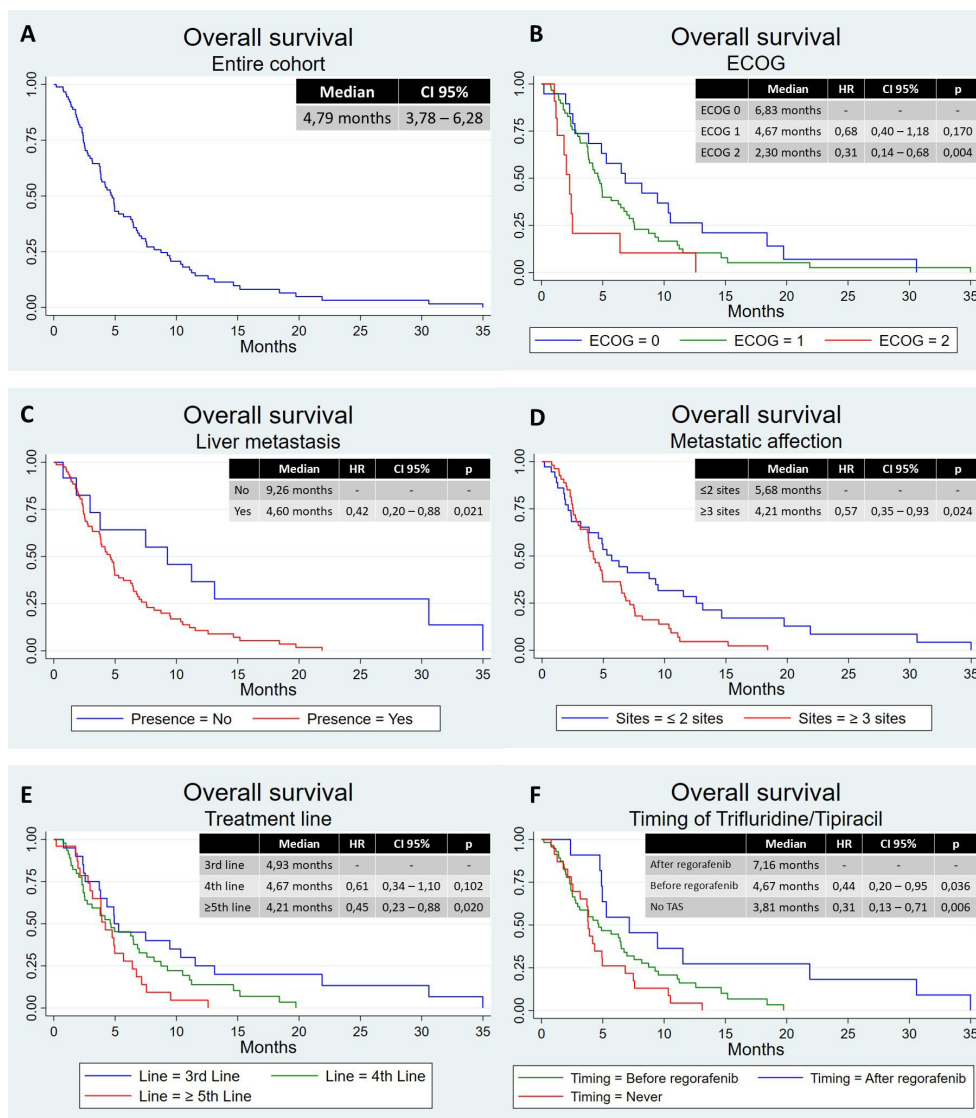 A
Overall survival
Entire cohort
Median CI 95%
4,79 months 3,78 – 6,28
1.00
0.75
0.50
0.25
0.00
0 5 10 15 20 25 30 35
Months
B
Overall survival
ECOG
Median HR CI 95% p
ECOG 0 6,83 months - - -
ECOG 1 4,67 months 0,68 0,40 – 1,18 0,170
ECOG 2 2,30 months 0,31 0,14 – 0,68 0,004
1.00
0.75
0.50
0.25
0.00
0 5 10 15 20 25 30 35
Months
ECOG = 0 ECOG = 1 ECOG = 2
C
Overall survival
Liver metastasis
Median HR CI 95% p
No 9,26 months - - -
Yes 4,60 months 0,42 0,20 – 0,88 0,021
1.00
0.75
0.50
0.25
0.00
0 5 10 15 20 25 30 35
Months
Presence = No Presence = Yes
D
Overall survival
Metastatic affection
Median HR CI 95% p
≤2 sites 5,68 months - - -
≥3 sites 4,21 months 0,57 0,35 – 0,93 0,024
1.00
0.75
0.50
0.25
0.00
0 5 10 15 20 25 30 35
Months
Sites = ≤ 2 sites Sites = ≥ 3 sites
E
Overall survival
Treatment line
Median HR CI 95% p
3rd line 4,93 months - - -
4th line 4,67 months 0,61 0,34 – 1,10 0,102
≥5th line 4,21 months 0,45 0,23 – 0,88 0,020
1.00
0.75
0.50
0.25
0.00
0 5 10 15 20 25 30 35
Months
Line = 3rd Line Line = 4th Line
Line = ≥ 5th Line
F
Overall survival
Timing of Trifluridine/Tipiracil
Median HR CI 95% p
After regorafenib 7,16 months - - -
Before regorafenib 4,67 months 0,44 0,20 – 0,95 0,036
No TAS 3,81 months 0,31 0,13 – 0,71 0,006
1.00
0.75
0.50
0.25
0.00
0 5 10 15 20 25 30 35
Months
Timing = Before regorafenib Timing = After regorafenib
Timing = Never